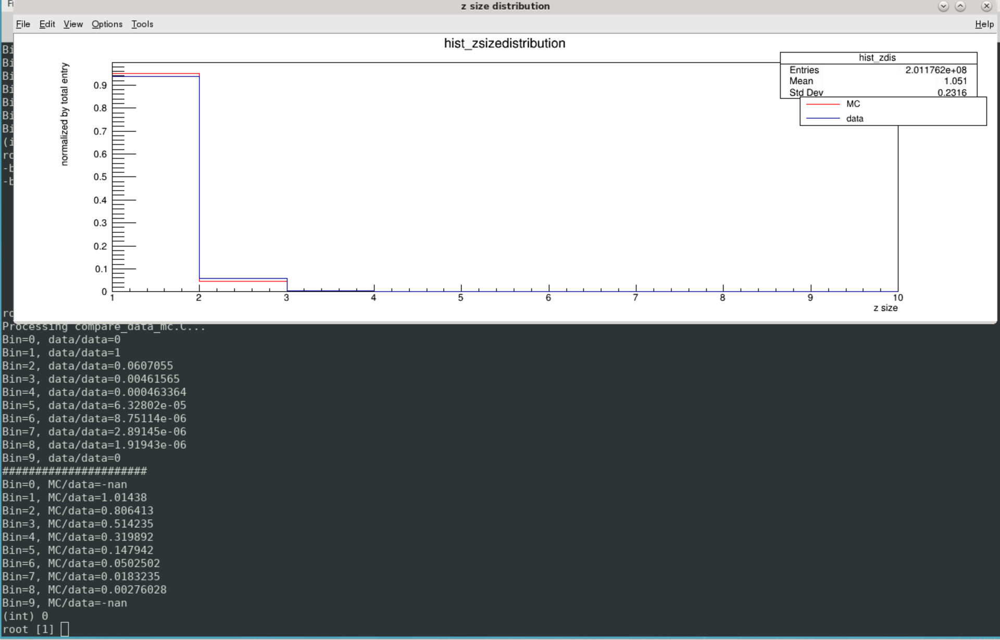 z size distribution
File Edit View Options Tools Help
hist_zsizedistribution
hist_zdis
Entries 2.011762e+08
Mean 1.051
Std Dev 0.2316
MC
data
normalized by total entry
0.9
0.8
0.7
0.6
0.5
0.4
0.3
0.2
0.1
0
1 2 3 4 5 6 7 8 9 10
z size
Bi
Bi
Bi
Bi
Bi
Bi
Bi
(i
ro
-b
-b
ro
Processing compare_data_mc.C...
Bin=0, data/data=0
Bin=1, data/data=1
Bin=2, data/data=0.0607055
Bin=3, data/data=0.00461565
Bin=4, data/data=0.000463364
Bin=5, data/data=6.32802e-05
Bin=6, data/data=8.75114e-06
Bin=7, data/data=2.89145e-06
Bin=8, data/data=1.91943e-06
Bin=9, data/data=0
######################
Bin=0, MC/data=-nan
Bin=1, MC/data=1.01438
Bin=2, MC/data=0.806413
Bin=3, MC/data=0.514235
Bin=4, MC/data=0.319892
Bin=5, MC/data=0.147942
Bin=6, MC/data=0.0502502
Bin=7, MC/data=0.0183235
Bin=8, MC/data=0.00276028
Bin=9, MC/data=-nan
(int) 0
root [1]